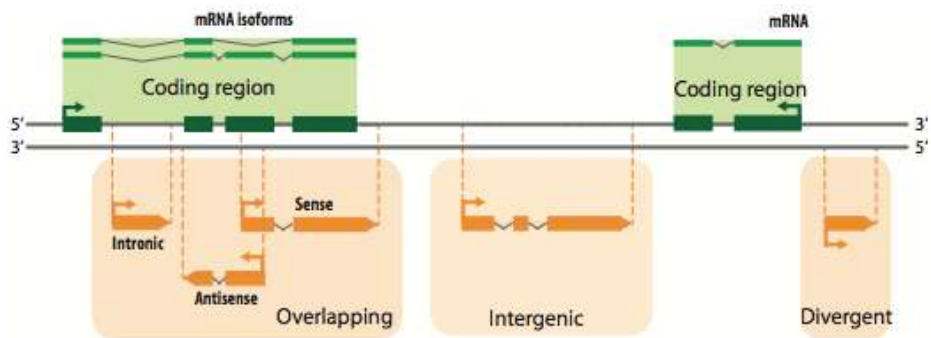 mRNA isoforms
mRNA
Coding region
Coding region
5′
3′
3′
5′
Sense
Intronic
Antisense
Overlapping
Intergenic
Divergent